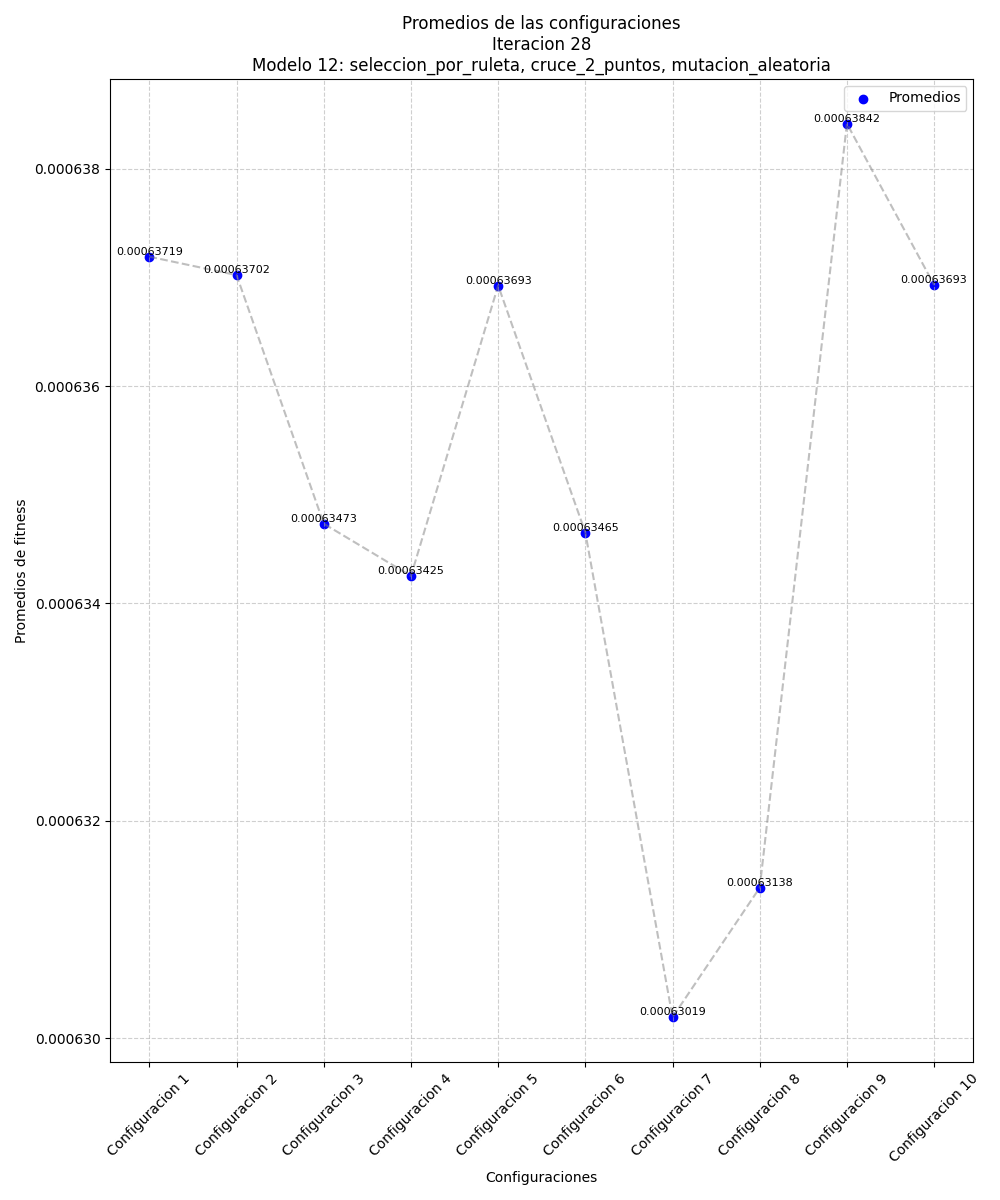 Promedios de las configuraciones
Iteracion 28
Modelo 12: seleccion_por_ruleta, cruce_2_puntos, mutacion_aleatoria
Promedios
0.00063842
0.000638
0.00063719
0.00063702
0.00063693
0.00063693
0.000636
0.00063473
0.00063465
0.00063425
0.000634
0.000632
0.00063138
0.00063019
0.000630
Promedios de fitness
Configuracion 1
Configuracion 2
Configuracion 3
Configuracion 4
Configuracion 5
Configuracion 6
Configuracion 7
Configuracion 8
Configuracion 9
Configuracion 10
Configuraciones